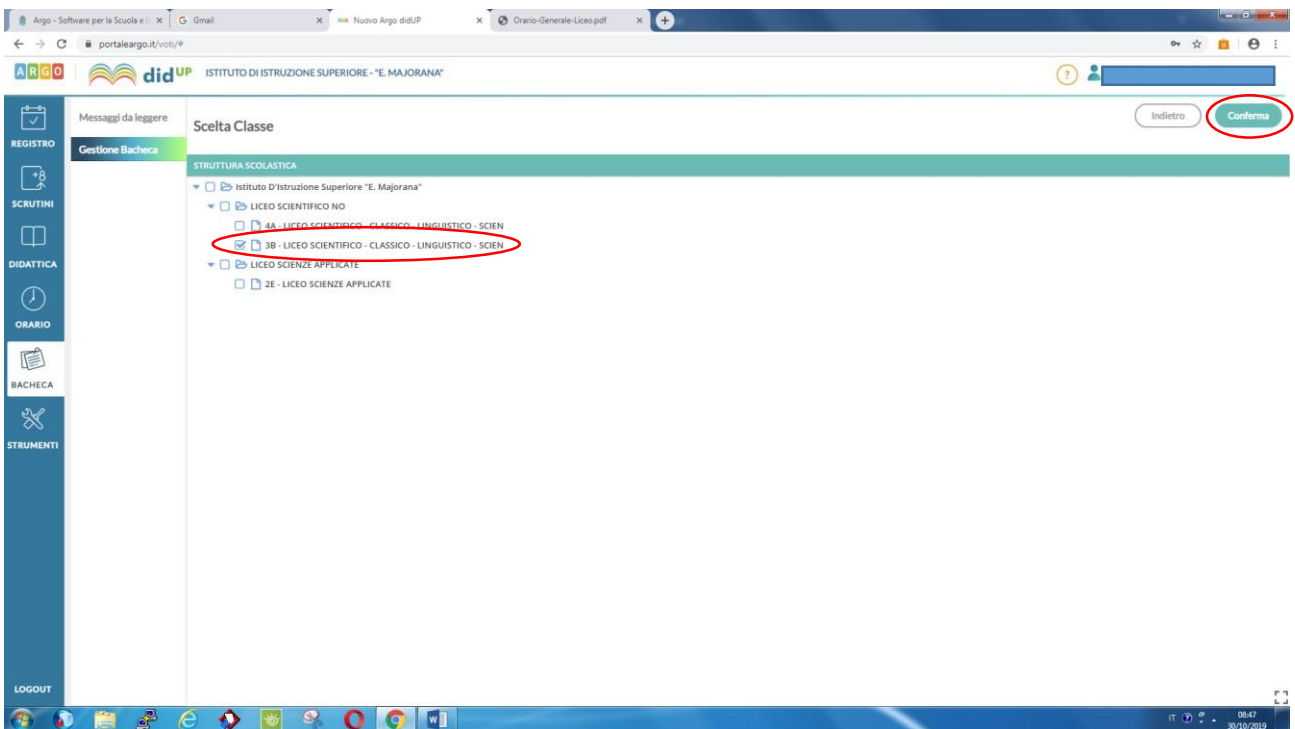 Argo - Software per la Scuola e l
Gmail
Nuovo Argo didUP
Orario-Generale-Liceo.pdf
portaleargo.it/voti/#
ARGO
didUP
ISTITUTO DI ISTRUZIONE SUPERIORE - "E. MAJORANA"
?
REGISTRO
SCRUTINI
DIDATTICA
ORARIO
BACHECA
STRUMENTI
LOGOUT
Messaggi da leggere
Gestione Bacheca
Scelta Classe
Indietro
Conferma
STRUTTURA SCOLASTICA
Istituto D'Istruzione Superiore "E. Majorana"
LICEO SCIENTIFICO NO
4A - LICEO SCIENTIFICO - CLASSICO - LINGUISTICO - SCIEN
3B - LICEO SCIENTIFICO - CLASSICO - LINGUISTICO - SCIEN
LICEO SCIENZE APPLICATE
2E - LICEO SCIENZE APPLICATE
IT
08:47
30/10/2019